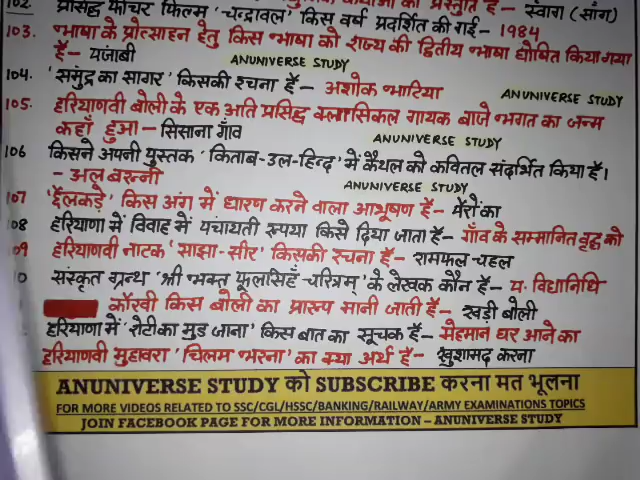 102. प्रसिद्ध फीचर फिल्म 'चन्द्रावल' किस वर्ष प्रदर्शित की गई - 1984
की प्रस्तुति है - स्वांग (सांग)
103. भाषा के प्रोत्साहन हेतु किस भाषा को राज्य की द्वितीय भाषा घोषित किया गया
है - पंजाबी
ANUNIVERSE STUDY
104. 'समुंद्र का सागर' किसकी रचना है - अशोक भाटिया
ANUNIVERSE STUDY
105. हरियाणवी बोली के एक अति प्रसिद्ध क्लासिकल गायक बाजे भगत का जन्म
कहाँ हुआ - सिसाना गाँव
ANUNIVERSE STUDY
106 किसने अपनी पुस्तक 'किताब-उल-हिन्द' में कैथल को कवितल संदर्भित किया है।
- अल बरुनी
ANUNIVERSE STUDY
107 'छैलकड़े' किस अंग में धारण करने वाला आभूषण है - पैरों का
108 हरियाणा में विवाह में पंचायती रुपया किसे दिया जाता है - गाँव के सम्मानित वृद्ध को
109 हरियाणवी नाटक 'साझा-सीर' किसकी रचना है - रामफल चहल
10 संस्कृत ग्रन्थ 'श्री भक्त फूलसिंह चरित्रम्' के लेखक कौन है - प. विद्यानिधि
कौरवी किस बोली का प्रारूप मानी जाती है - खड़ी बोली
हरियाणा में 'रोटी का मुड जाना' किस बात का सूचक है - मेहमान घर आने का
हरियाणवी मुहावरा 'चिलम भरना' का क्या अर्थ है - खुशामद करना
ANUNIVERSE STUDY को SUBSCRIBE करना मत भूलना
FOR MORE VIDEOS RELATED TO SSC/CGL/HSSC/BANKING/RAILWAY/ARMY EXAMINATIONS TOPICS
JOIN FACEBOOK PAGE FOR MORE INFORMATION - ANUNIVERSE STUDY